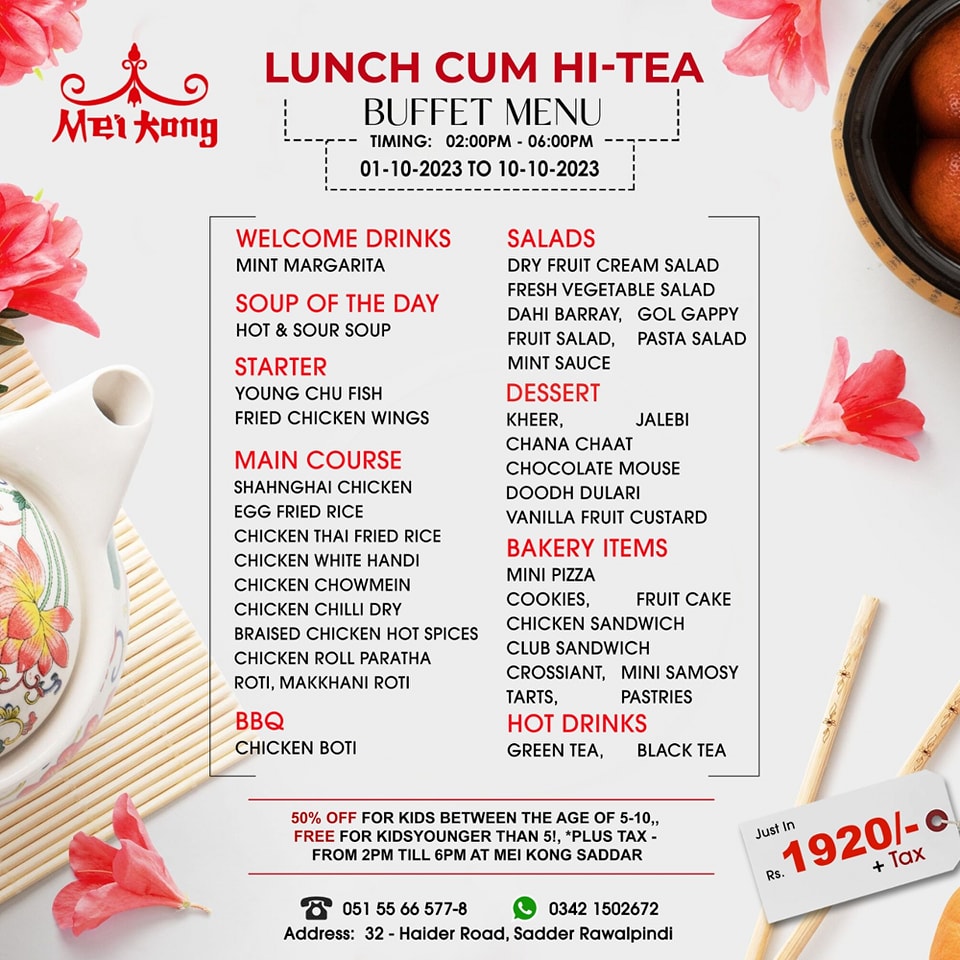 Mei Kong
LUNCH CUM HI-TEA
BUFFET MENU
TIMING: 02:00PM - 06:00PM
01-10-2023 TO 10-10-2023
WELCOME DRINKS
MINT MARGARITA
SOUP OF THE DAY
HOT & SOUR SOUP
STARTER
YOUNG CHU FISH
FRIED CHICKEN WINGS
MAIN COURSE
SHAHNGHAI CHICKEN
EGG FRIED RICE
CHICKEN THAI FRIED RICE
CHICKEN WHITE HANDI
CHICKEN CHOWMEIN
CHICKEN CHILLI DRY
BRAISED CHICKEN HOT SPICES
CHICKEN ROLL PARATHA
ROTI, MAKKHANI ROTI
BBQ
CHICKEN BOTI
SALADS
DRY FRUIT CREAM SALAD
FRESH VEGETABLE SALAD
DAHI BARRAY, GOL GAPPY
FRUIT SALAD, PASTA SALAD
MINT SAUCE
DESSERT
KHEER, JALEBI
CHANA CHAAT
CHOCOLATE MOUSE
DOODH DULARI
VANILLA FRUIT CUSTARD
BAKERY ITEMS
MINI PIZZA
COOKIES, FRUIT CAKE
CHICKEN SANDWICH
CLUB SANDWICH
CROSSIANT, MINI SAMOSY
TARTS, PASTRIES
HOT DRINKS
GREEN TEA, BLACK TEA
50% OFF FOR KIDS BETWEEN THE AGE OF 5-10,,
FREE FOR KIDSYOUNGER THAN 5!, *PLUS TAX -
FROM 2PM TILL 6PM AT MEI KONG SADDAR
Just In
Rs. 1920/-
+ Tax
051 55 66 577-8 0342 1502672
Address: 32 - Haider Road, Sadder Rawalpindi